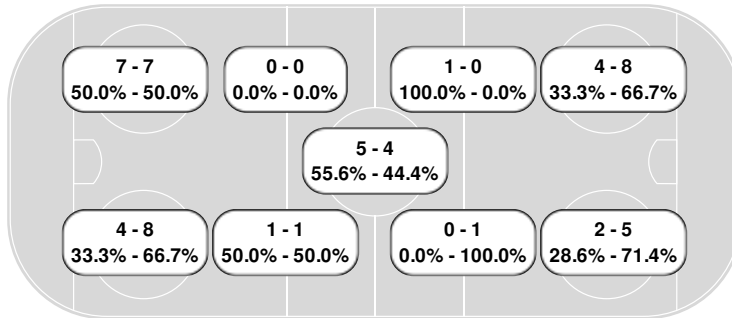 7 - 7
50.0% - 50.0%
0 - 0
0.0% - 0.0%
1 - 0
100.0% - 0.0%
4 - 8
33.3% - 66.7%
5 - 4
55.6% - 44.4%
4 - 8
33.3% - 66.7%
1 - 1
50.0% - 50.0%
0 - 1
0.0% - 100.0%
2 - 5
28.6% - 71.4%